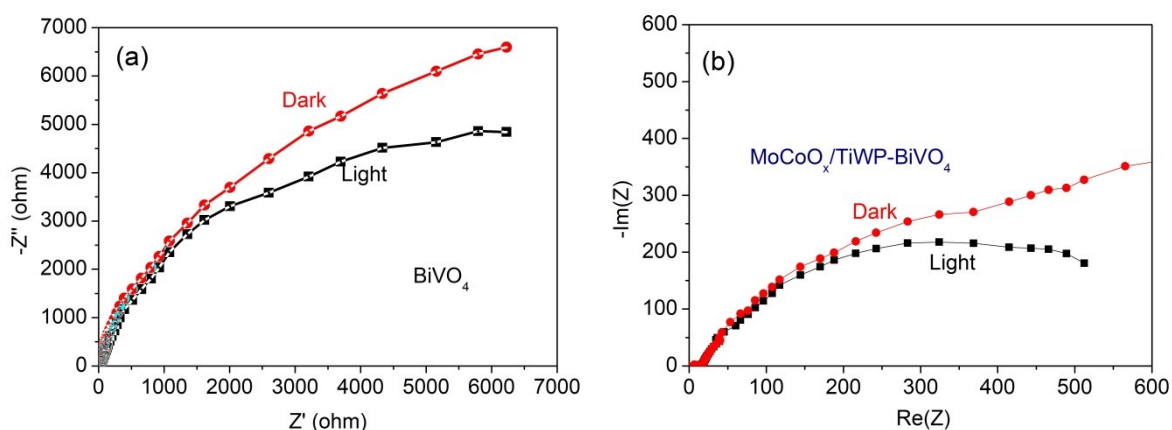 (a)
7000
6000
5000
4000
3000
2000
1000
0
-Z'' (ohm)
Dark
Light
BiVO₄
0 1000 2000 3000 4000 5000 6000 7000
Z' (ohm)
(b)
600
500
400
300
200
100
0
-Im(Z)
MoCoOₓ/TiWP-BiVO₄
Dark
Light
0 100 200 300 400 500 600
Re(Z)